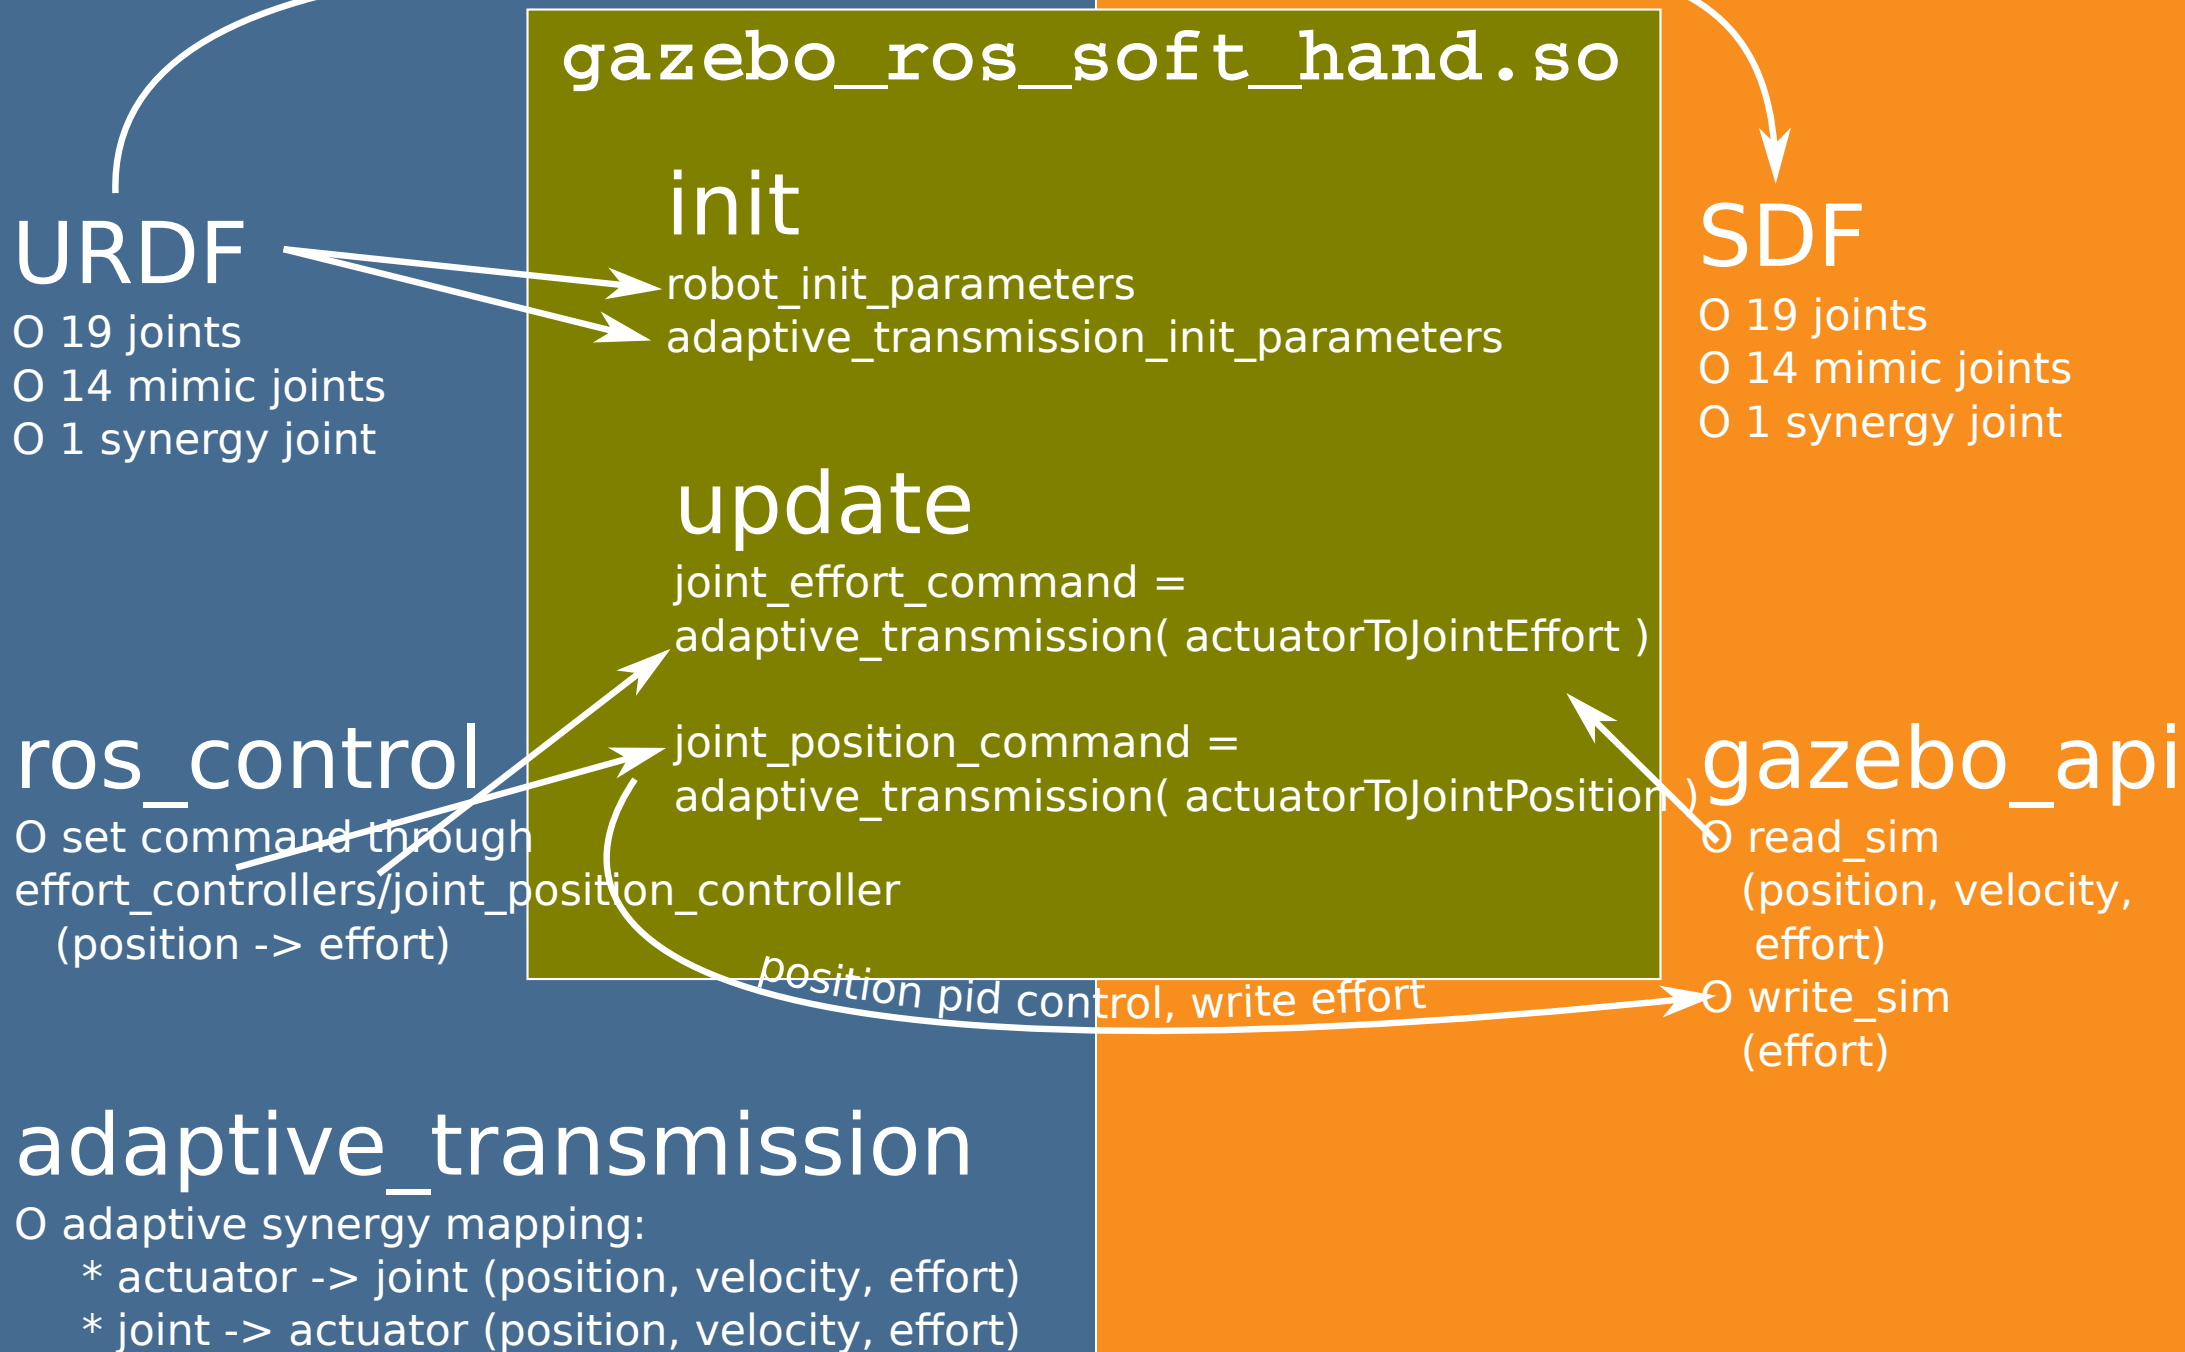 gazebo_ros_soft_hand.so
URDF
O 19 joints
O 14 mimic joints
O 1 synergy joint
init
robot_init_parameters
adaptive_transmission_init_parameters
update
joint_effort_command =
adaptive_transmission( actuatorToJointEffort )
joint_position_command =
adaptive_transmission( actuatorToJointPosition )
SDF
O 19 joints
O 14 mimic joints
O 1 synergy joint
ros_control
O set command through
effort_controllers/joint_position_controller
(position -> effort)
gazebo_api
O read_sim
(position, velocity,
effort)
O write_sim
(effort)
position pid control, write effort
adaptive_transmission
O adaptive synergy mapping:
* actuator -> joint (position, velocity, effort)
* joint -> actuator (position, velocity, effort)